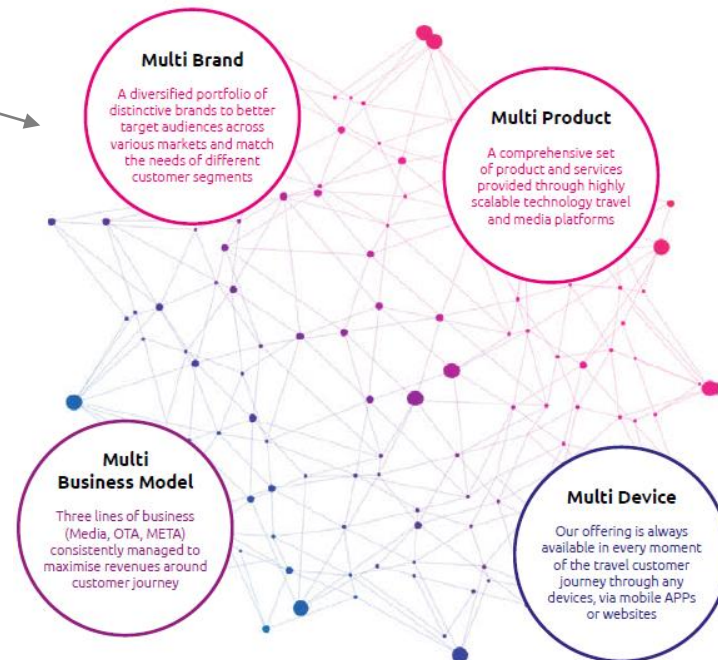 Multi Brand
A diversified portfolio of
distinctive brands to better
target audiences across
various markets and match
the needs of different
customer segments
Multi Product
A comprehensive set
of product and services
provided through highly
scalable technology travel
and media platforms
Multi
Business Model
Three lines of business
(Media, OTA, META)
consistently managed to
maximise revenues around
customer journey
Multi Device
Our offering is always
available in every moment
of the travel customer
journey through any
devices, via mobile APPs
or websites